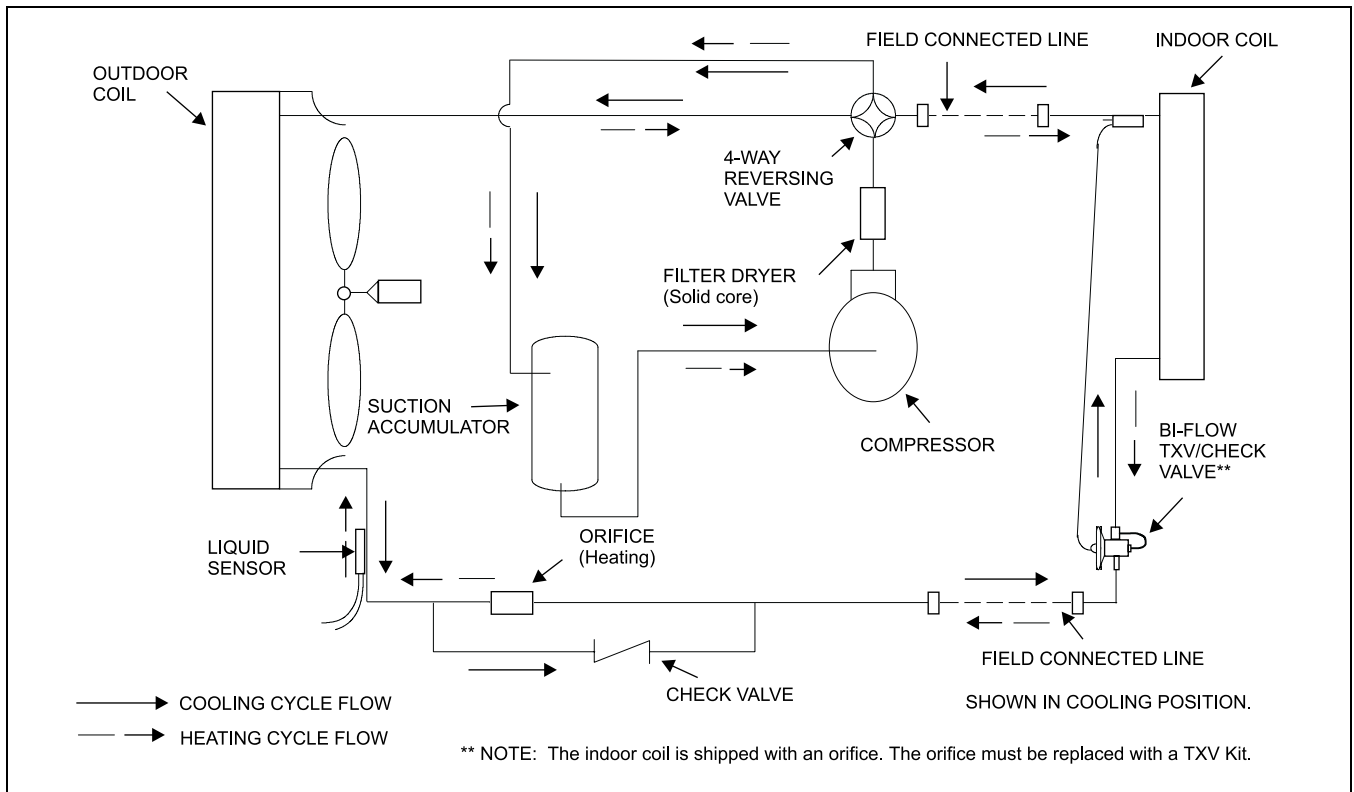 FIELD CONNECTED LINE
INDOOR COIL
OUTDOOR
COIL
4-WAY
REVERSING
VALVE
FILTER DRYER
(Solid core)
SUCTION
ACCUMULATOR
COMPRESSOR
BI-FLOW
TXV/CHECK
VALVE**
LIQUID
SENSOR
ORIFICE
(Heating)
FIELD CONNECTED LINE
CHECK VALVE
SHOWN IN COOLING POSITION.
COOLING CYCLE FLOW
HEATING CYCLE FLOW
** NOTE: The indoor coil is shipped with an orifice. The orifice must be replaced with a TXV Kit.